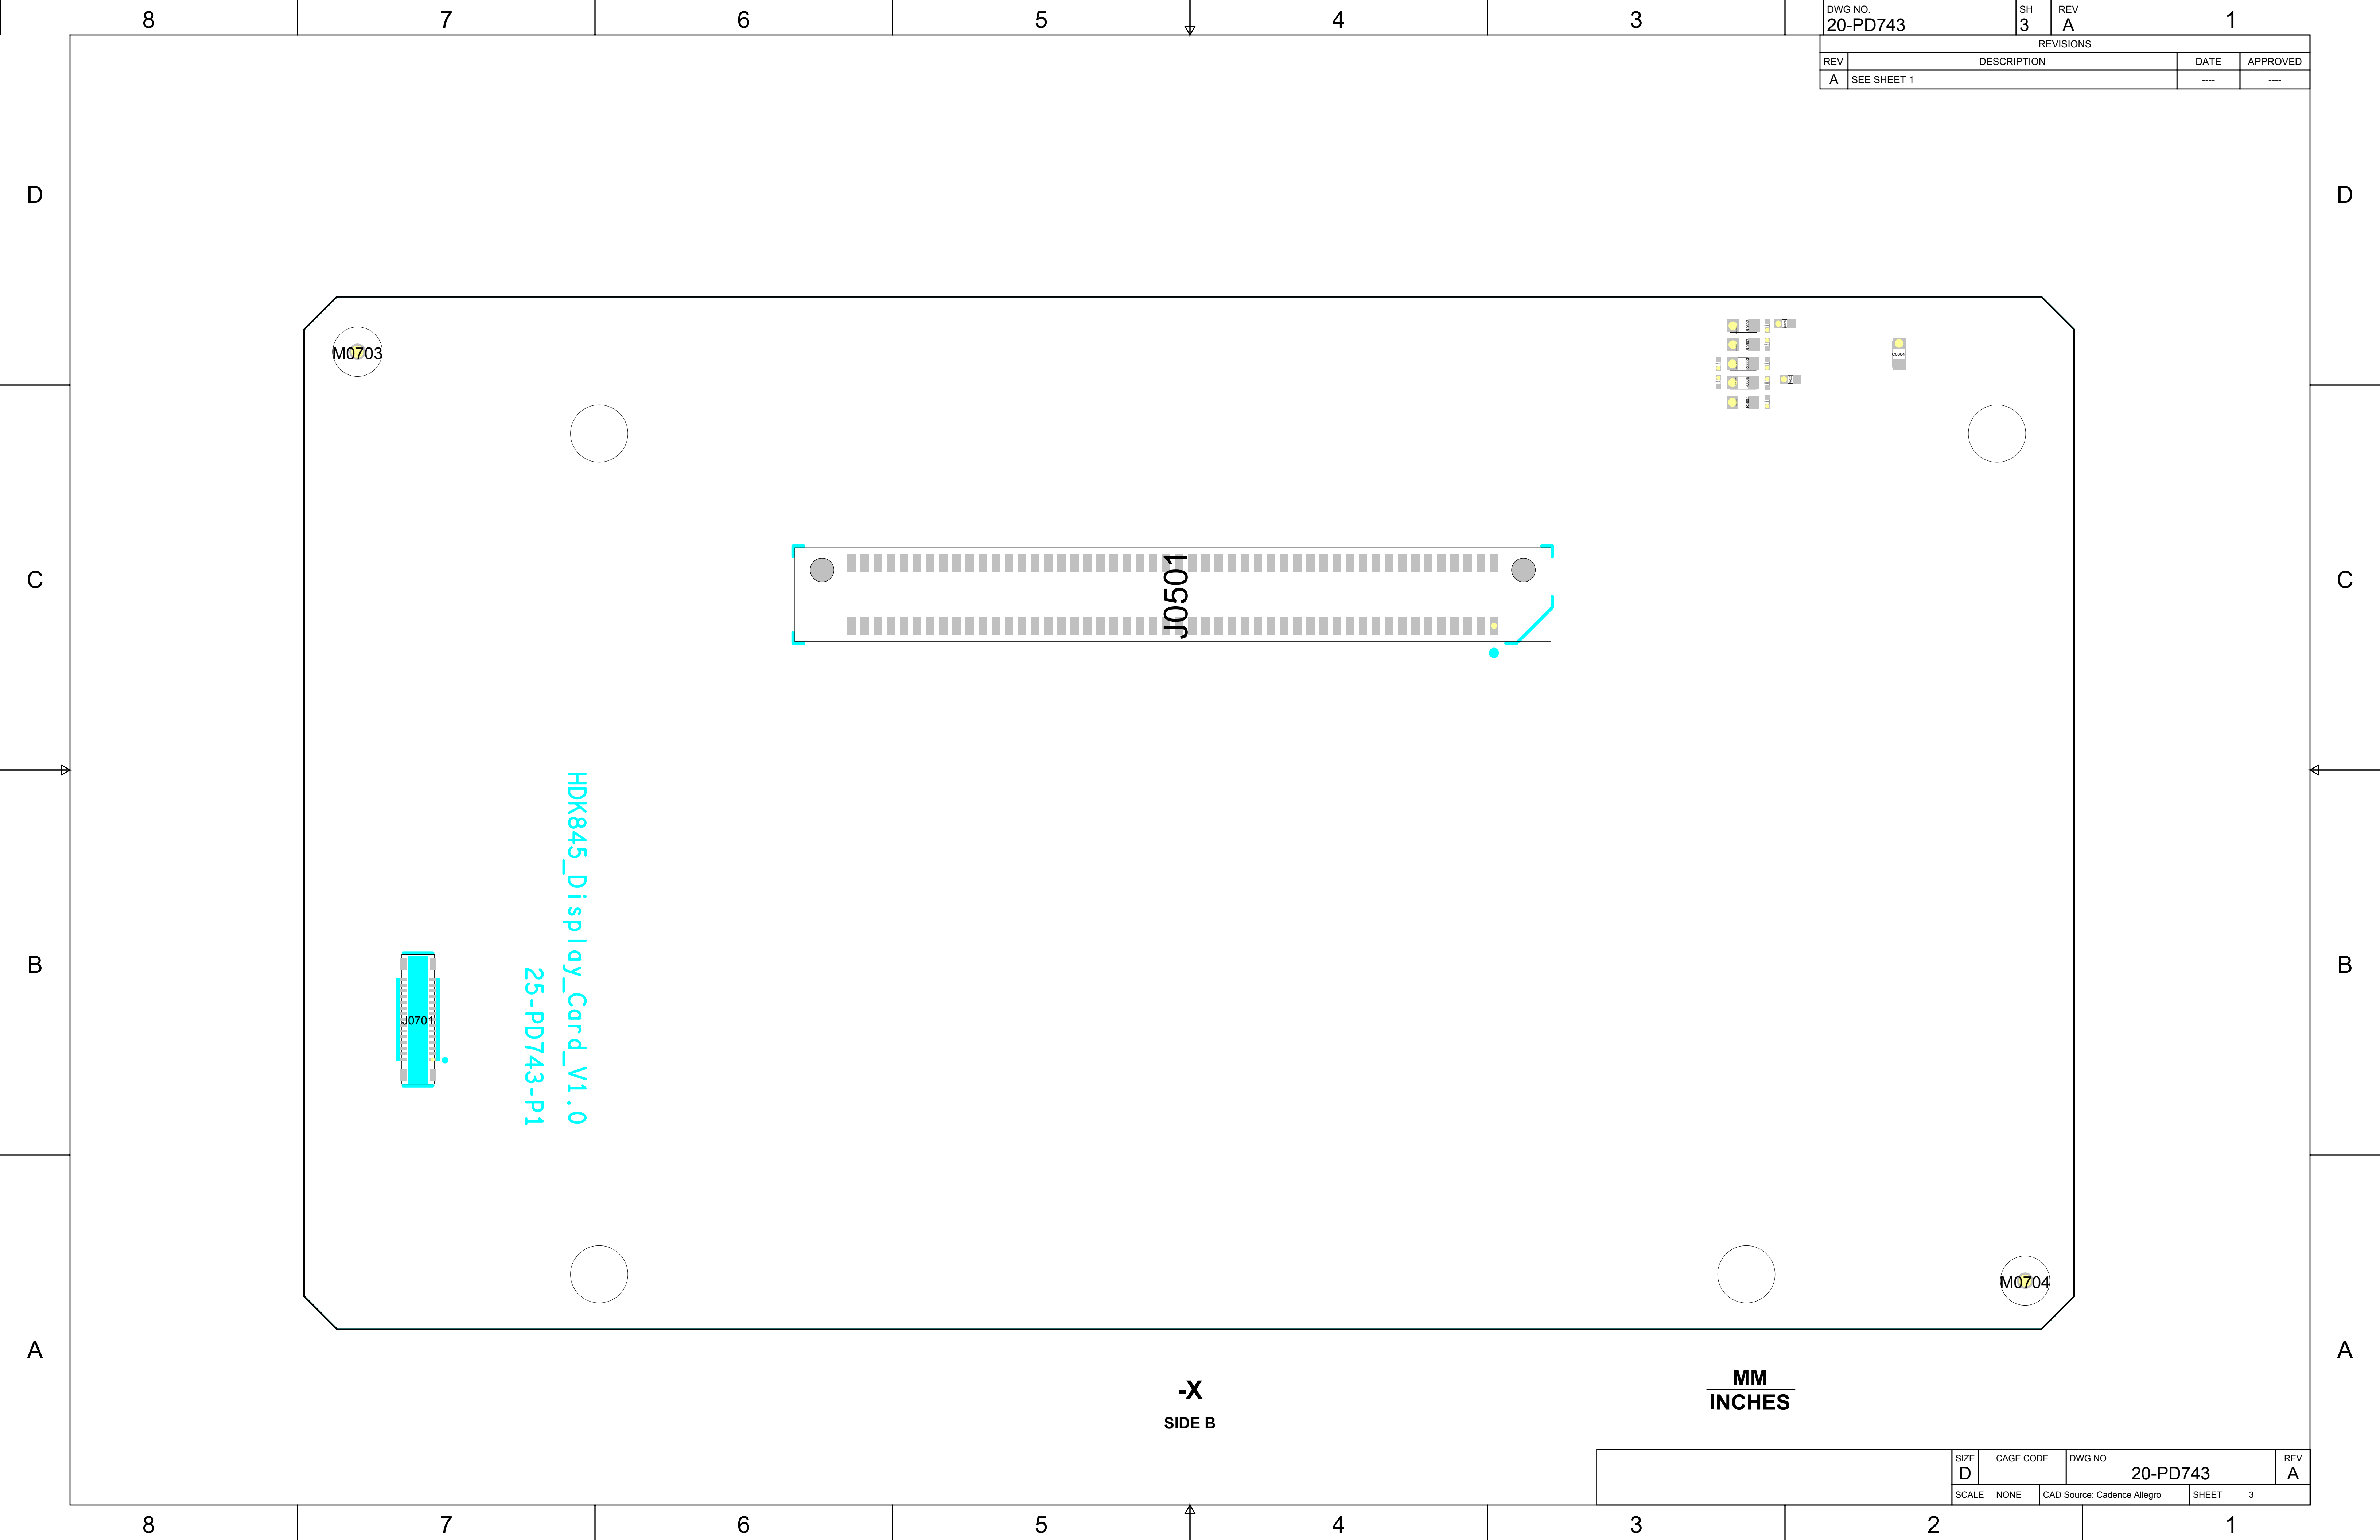 8 7 6 5 4 3 1
DWG NO. SH REV
20-PD743 3 A
REVISIONS
REV DESCRIPTION DATE APPROVED
A SEE SHEET 1 ---- ----
D D
M0703
C0604
J0501
C C
HDK845_Display_Card_V1.0
25-PD743-P1
B B
J0701
M0704
A A
-X
SIDE B
MM
INCHES
SIZE CAGE CODE DWG NO REV
D 20-PD743 A
SCALE NONE CAD Source: Cadence Allegro SHEET 3
8 7 6 5 4 3 2 1